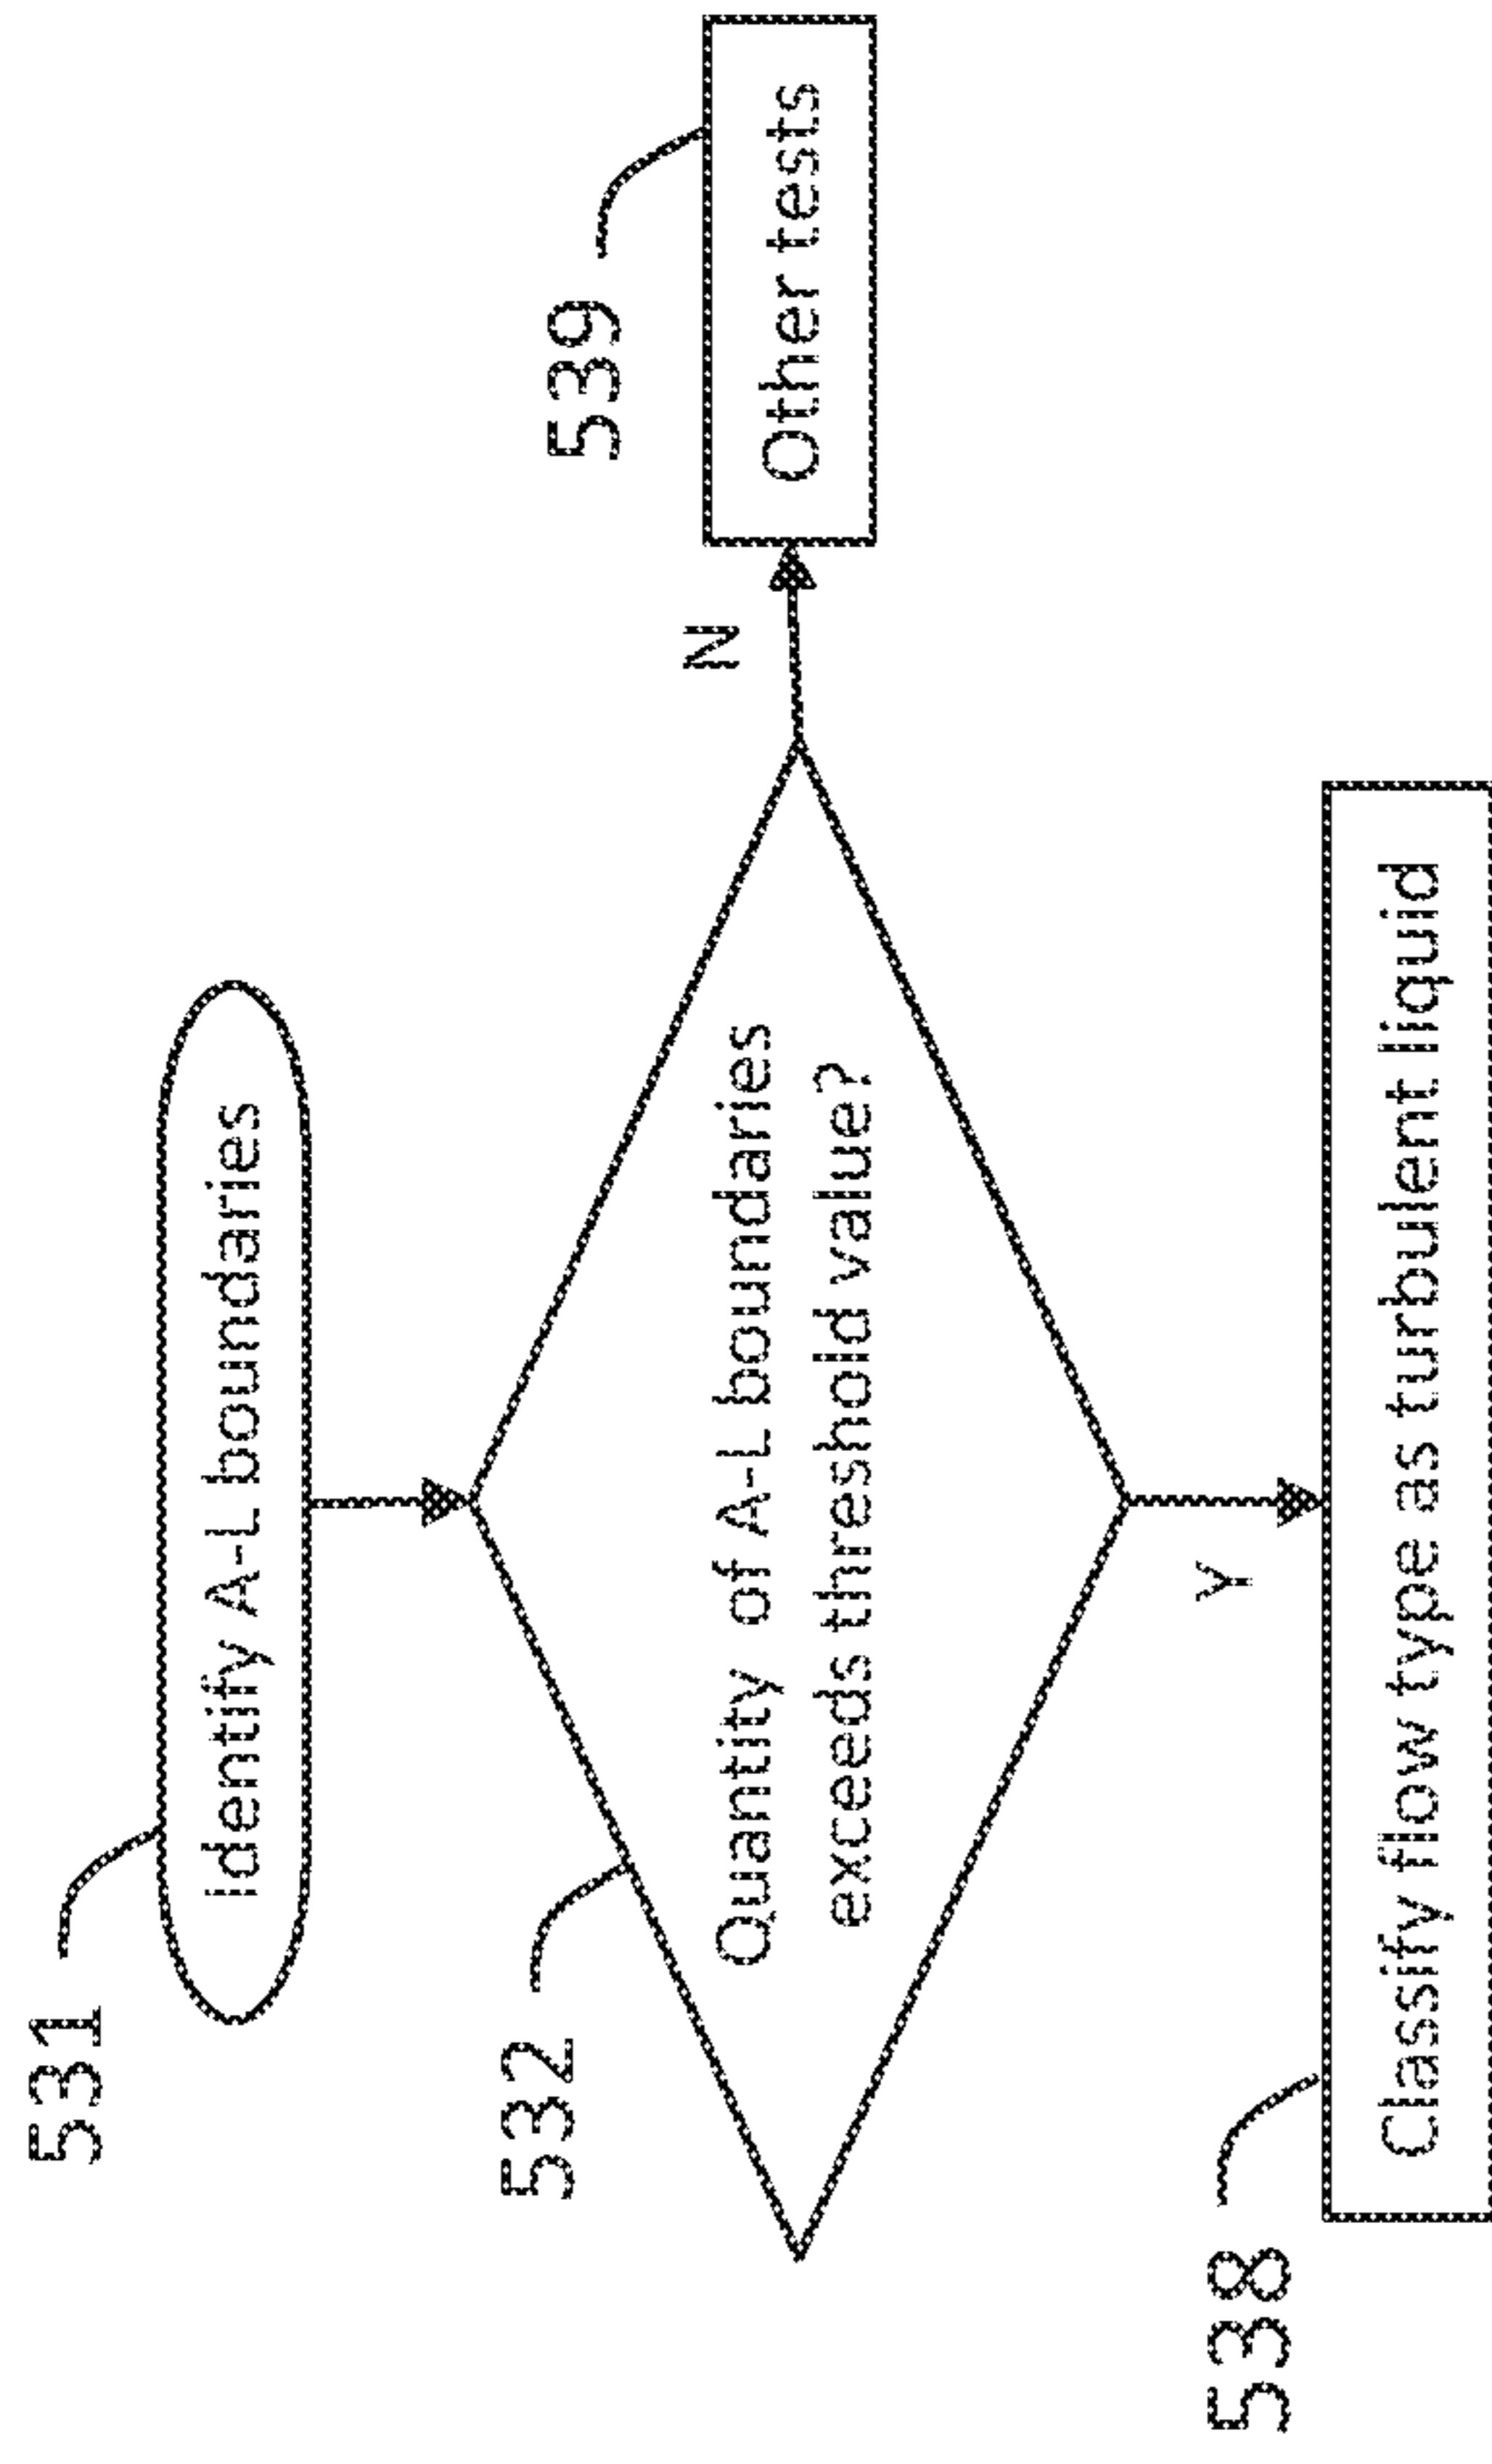 531
Identify A-L boundaries
532
Quantity of A-L boundaries
exceeds threshold value?
N
539
Other tests
Y
538
Classify flow type as turbulent liquid